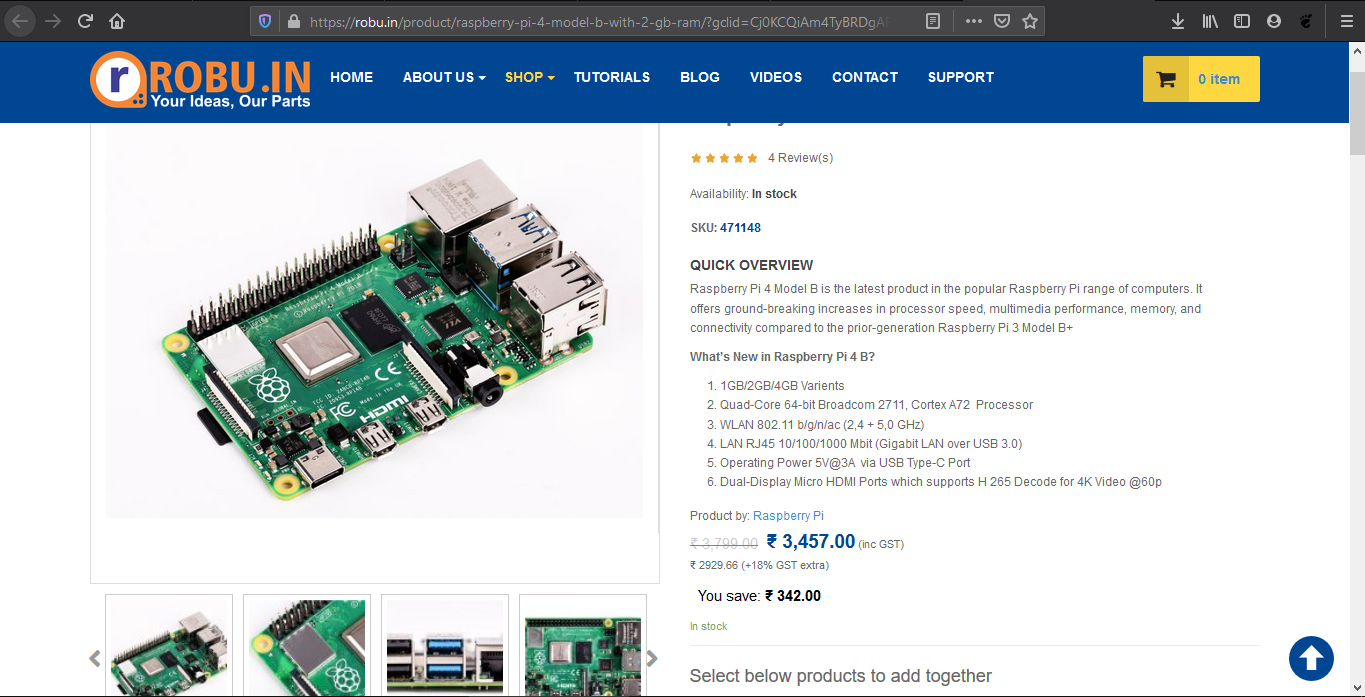 https://robu.in/product/raspberry-pi-4-model-b-with-2-gb-ram/?gclid=Cj0KCQiAm4TyBRDgA
r ROBU.IN
Your Ideas, Our Parts
HOME ABOUT US SHOP TUTORIALS BLOG VIDEOS CONTACT SUPPORT
0 item
4 Review(s)
Availability: In stock
SKU: 471148
QUICK OVERVIEW
Raspberry Pi 4 Model B is the latest product in the popular Raspberry Pi range of computers. It
offers ground-breaking increases in processor speed, multimedia performance, memory, and
connectivity compared to the prior-generation Raspberry Pi 3 Model B+
What's New in Raspberry Pi 4 B?
1. 1GB/2GB/4GB Varients
2. Quad-Core 64-bit Broadcom 2711, Cortex A72 Processor
3. WLAN 802.11 b/g/n/ac (2,4 + 5,0 GHz)
4. LAN RJ45 10/100/1000 Mbit (Gigabit LAN over USB 3.0)
5. Operating Power 5V@3A via USB Type-C Port
6. Dual-Display Micro HDMI Ports which supports H 265 Decode for 4K Video @60p
Product by: Raspberry Pi
₹ 3,799.00 ₹ 3,457.00 (inc GST)
₹ 2929.66 (+18% GST extra)
You save: ₹ 342.00
In stock
Select below products to add together
HDMI
FC
CE
Made in the UK